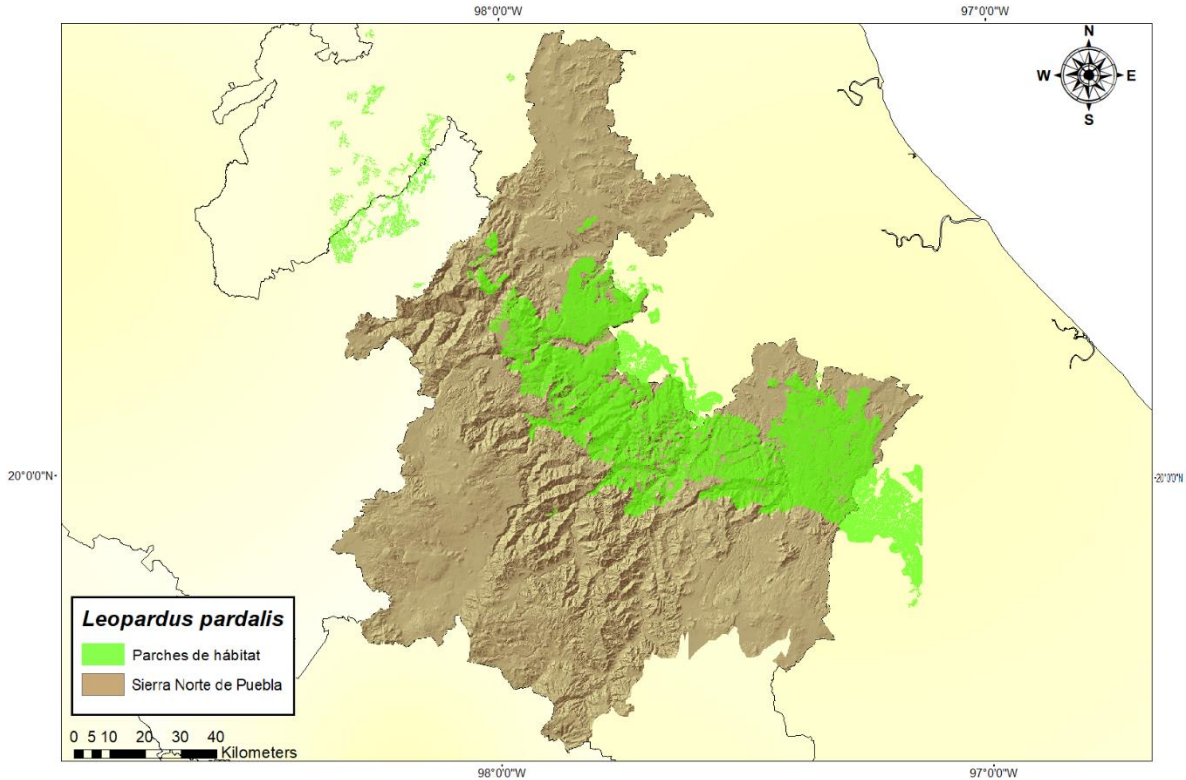 98°0'0"W
97°0'0"W
N
W
E
S
20°0'0"N
20°0'0"N
Leopardus pardalis
Parches de hábitat
Sierra Norte de Puebla
0 5 10 20 30 40
Kilometers
98°0'0"W
97°0'0"W